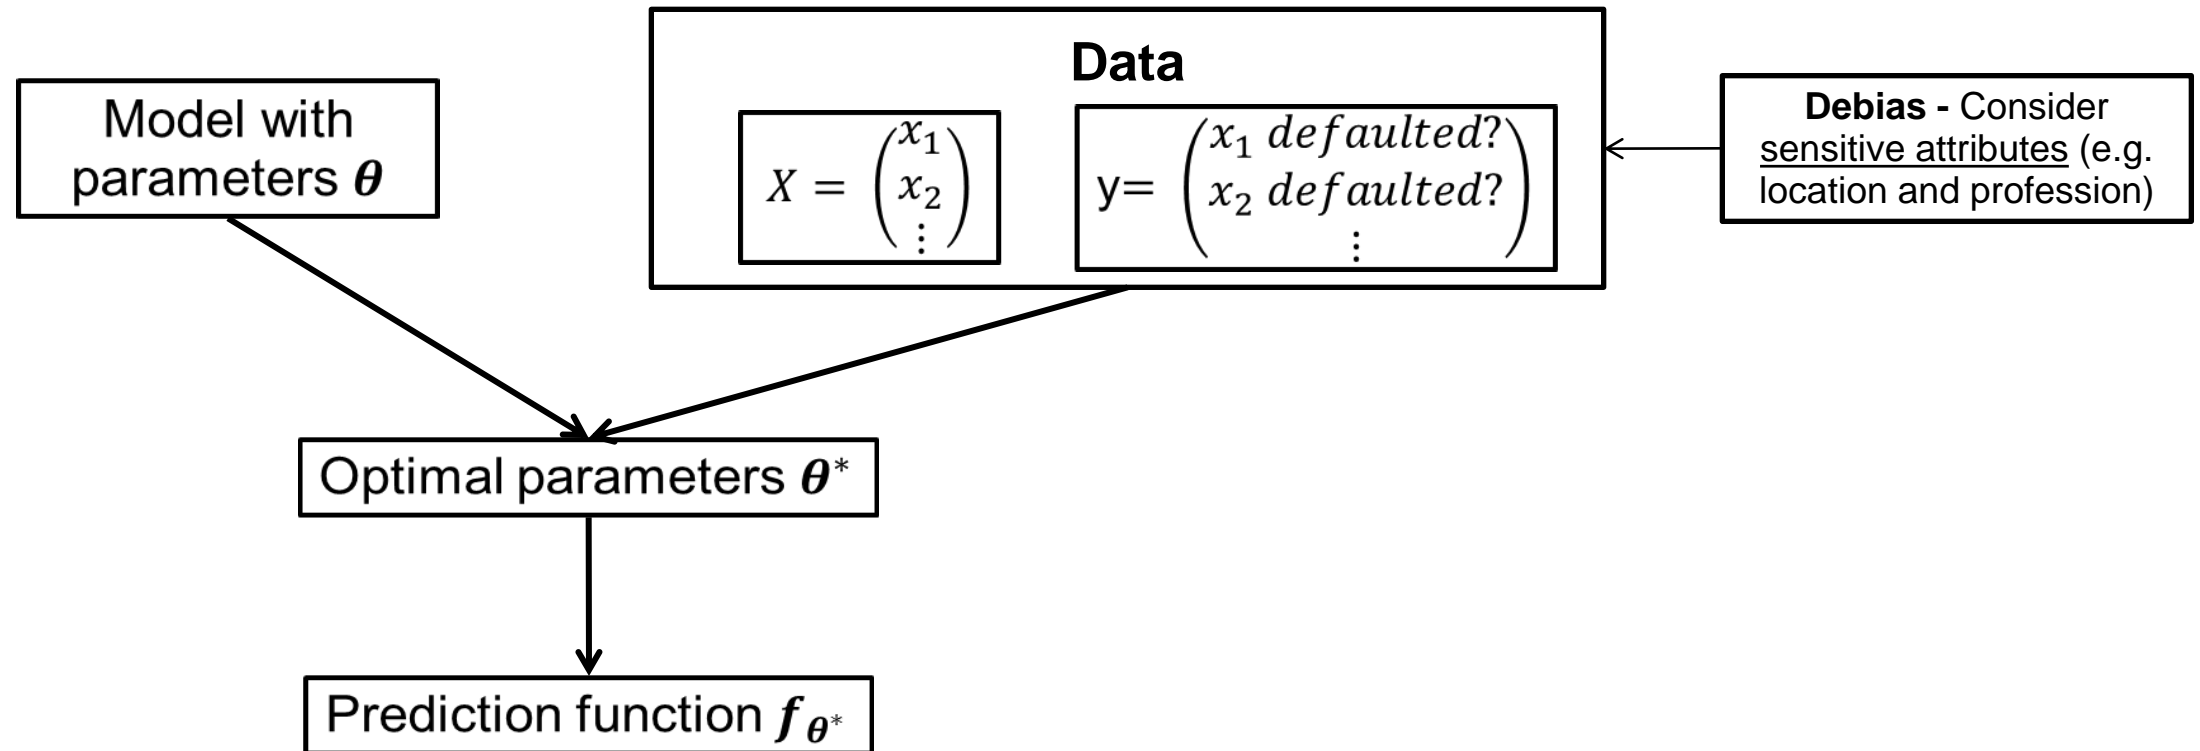 Data
Model with
parameters θ
X = (x₁
x₂
⋮)
y= (x₁ defaulted?
x₂ defaulted?
⋮)
Debias - Consider
sensitive attributes (e.g.
location and profession)
Optimal parameters θ*
Prediction function f_θ*